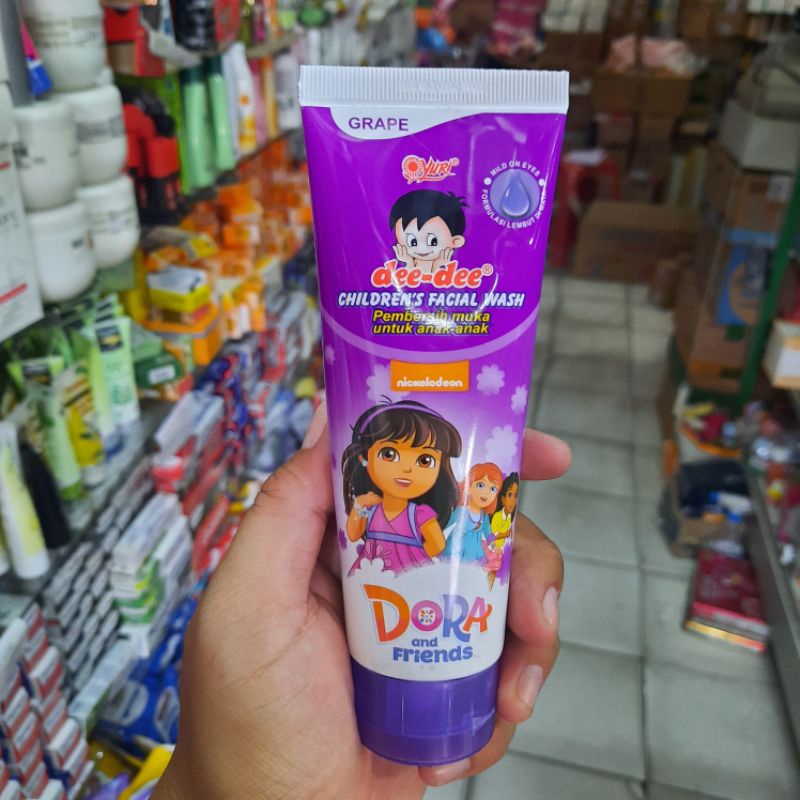 GRAPE
YURI®
MILD ON EYES
FORMULASI LEMBUT DI
dee-dee®
CHILDREN'S FACIAL WASH
Pembersih muka
untuk anak-anak
nickelodeon
DORA
and
FRiends